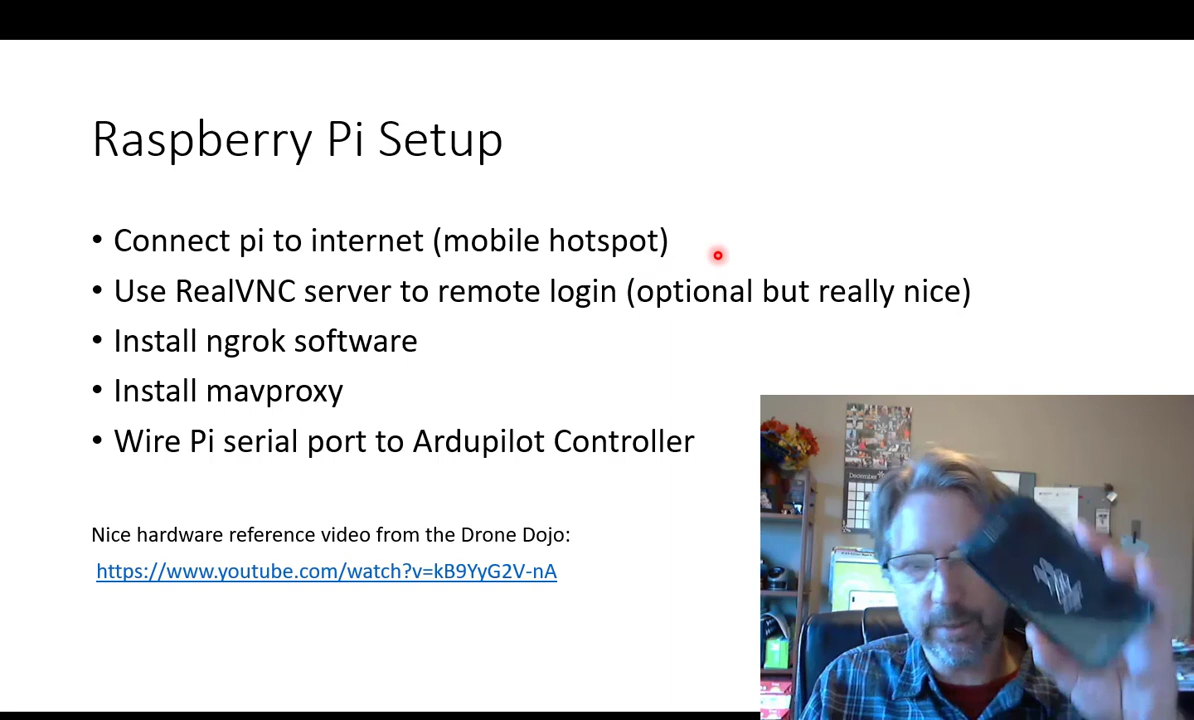 Raspberry Pi Setup
• Connect pi to internet (mobile hotspot)
• Use RealVNC server to remote login (optional but really nice)
• Install ngrok software
• Install mavproxy
• Wire Pi serial port to Ardupilot Controller
Nice hardware reference video from the Drone Dojo:
https://www.youtube.com/watch?v=kB9YyG2V-nA
December